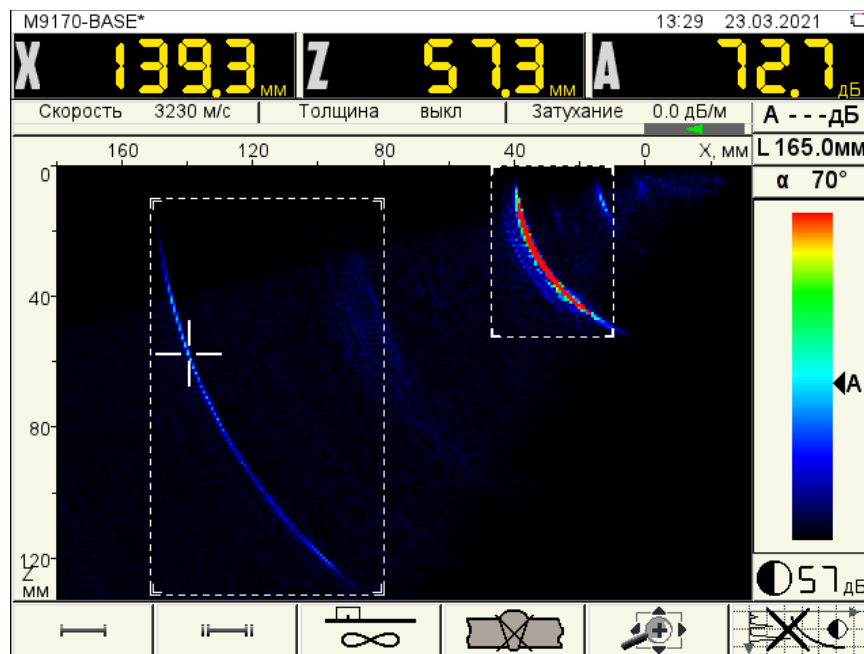 M9170-BASE* 13:29 23.03.2021
X 139.3 мм Z 57.3 мм A 72.7 дБ
Скорость 3230 м/с | Толщина выкл | Затухание 0.0 дБ/м
A - - -дБ
L 165.0мм
α 70°
160 120 80 40 0 X, мм
0
40
80
120
Z
мм
A
57 дБ